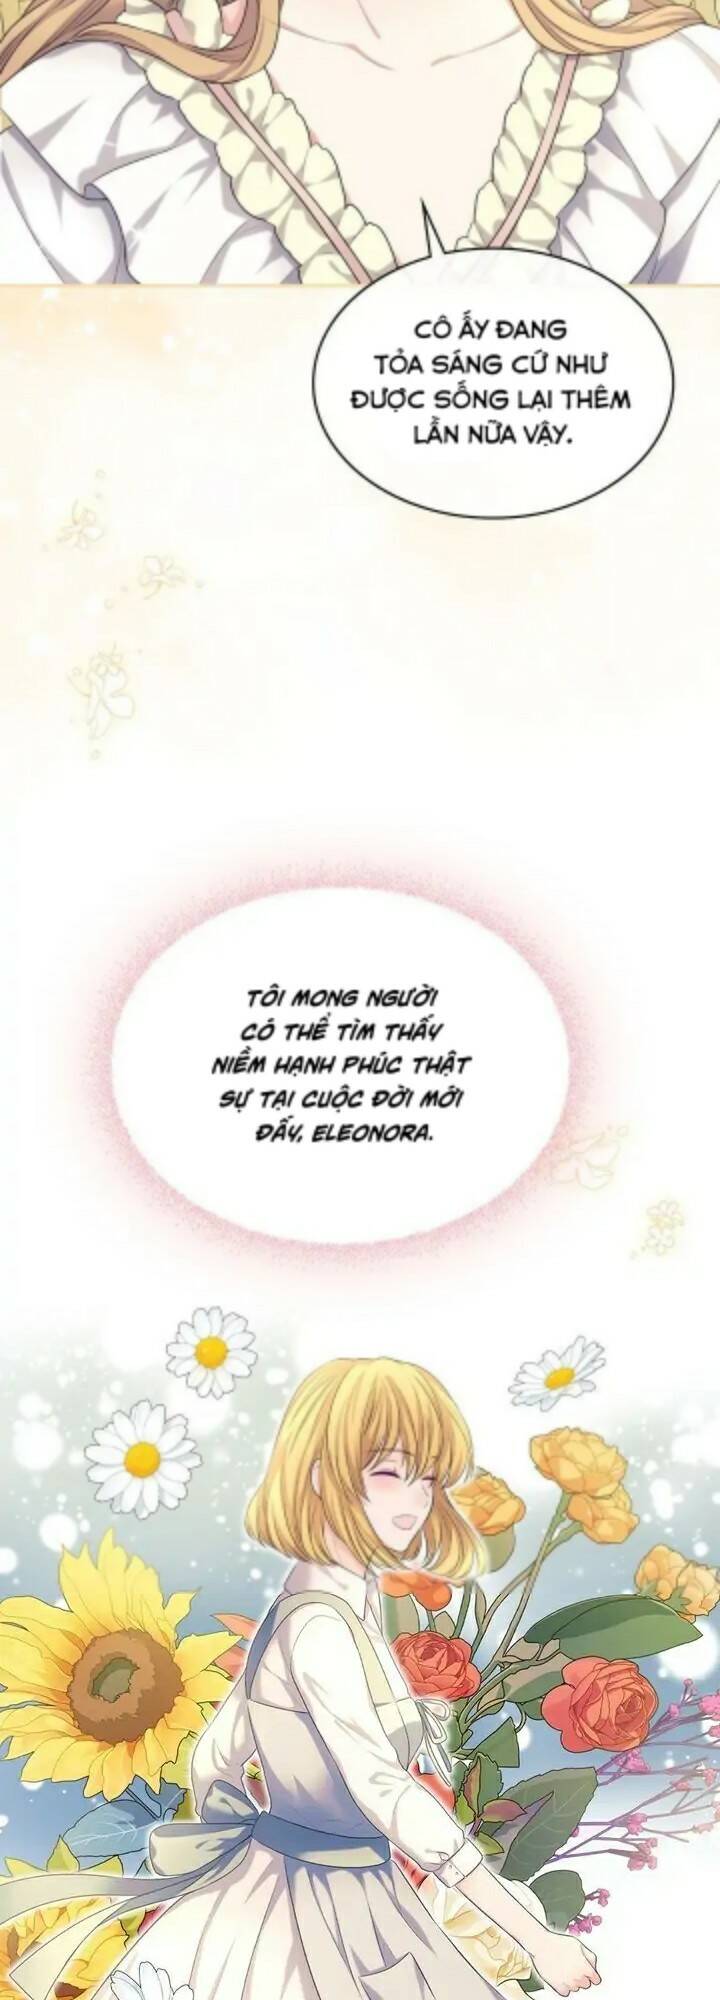 CÔ ẤY ĐANG
TỎA SÁNG CỨ NHƯ
ĐƯỢC SỐNG LẠI THÊM
LẦN NỮA VẬY.
TÔI MONG NGƯỜI
CÓ THỂ TÌM THẤY
NIỀM HẠNH PHÚC THẬT
SỰ TẠI CUỘC ĐỜI MỚI
ĐẤY, ELEONORA.